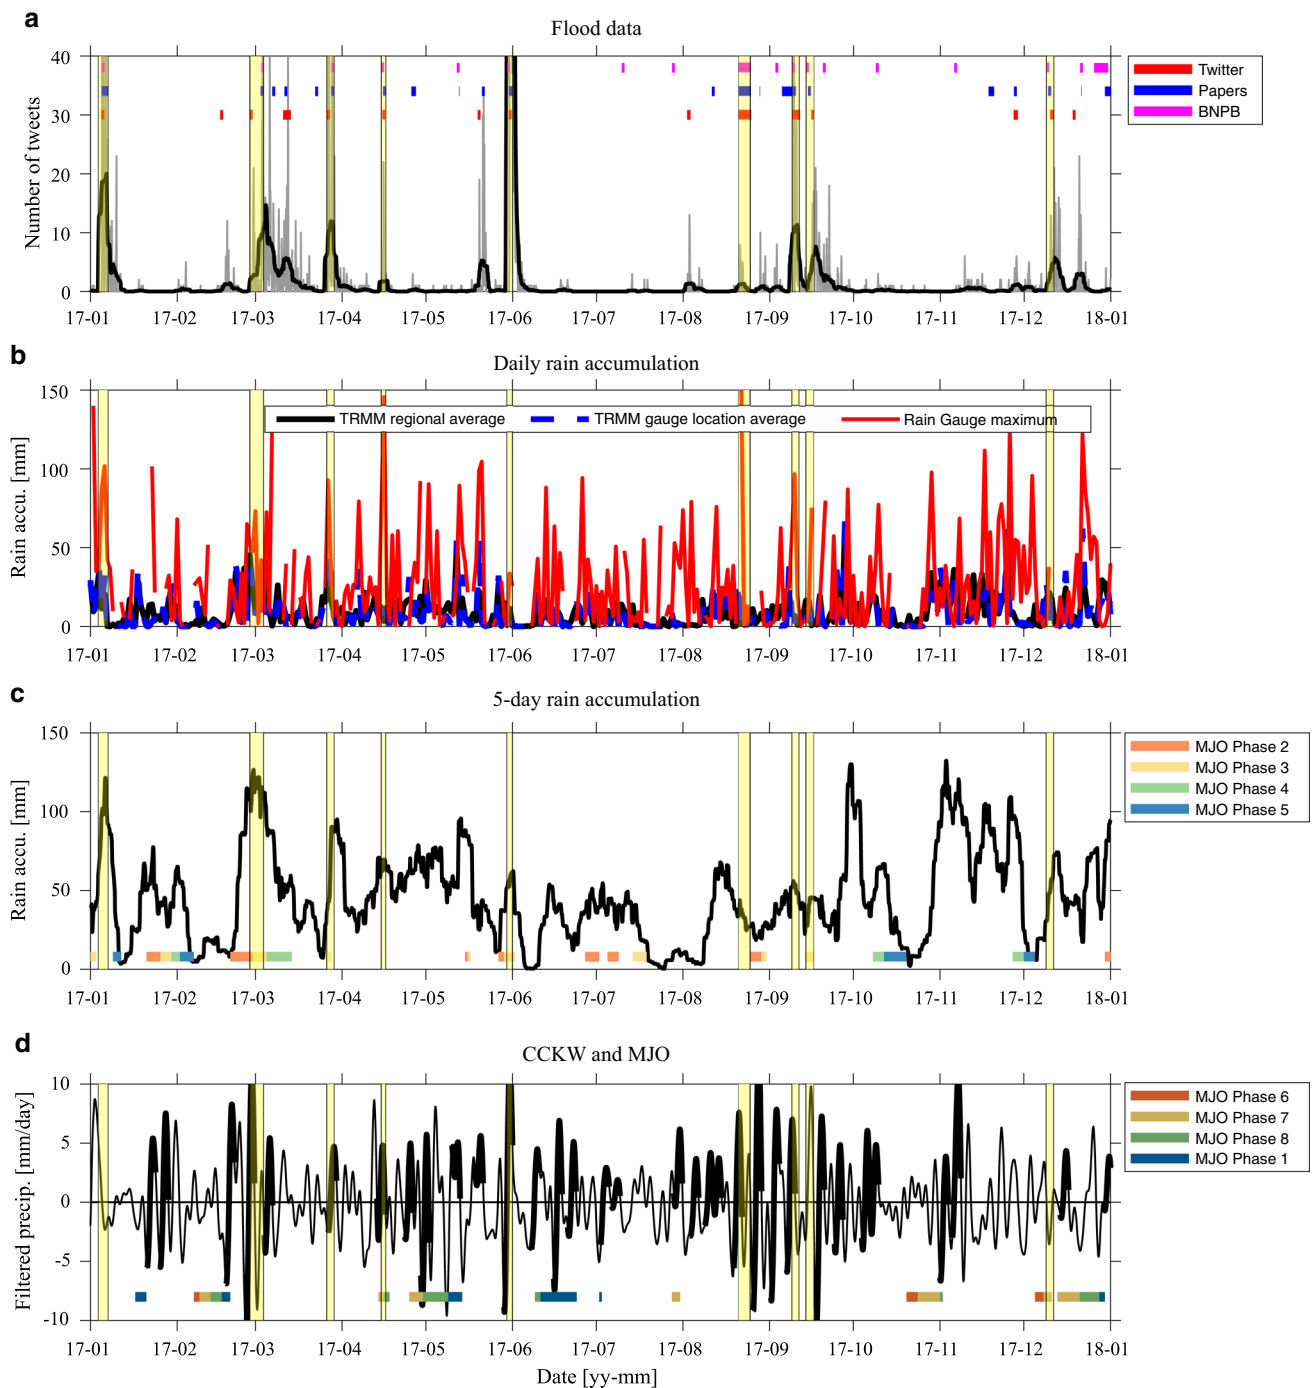 a
Flood data
40
30
20
10
0
Number of tweets
17-01 17-02 17-03 17-04 17-05 17-06 17-07 17-08 17-09 17-10 17-11 17-12 18-01
Twitter
Papers
BNPB
b
Daily rain accumulation
150
100
50
0
Rain accu. [mm]
TRMM regional average TRMM gauge location average Rain Gauge maximum
17-01 17-02 17-03 17-04 17-05 17-06 17-07 17-08 17-09 17-10 17-11 17-12 18-01
c
5-day rain accumulation
150
100
50
0
Rain accu. [mm]
17-01 17-02 17-03 17-04 17-05 17-06 17-07 17-08 17-09 17-10 17-11 17-12 18-01
MJO Phase 2
MJO Phase 3
MJO Phase 4
MJO Phase 5
d
CCKW and MJO
10
5
0
-5
-10
Filtered precip. [mm/day]
17-01 17-02 17-03 17-04 17-05 17-06 17-07 17-08 17-09 17-10 17-11 17-12 18-01
Date [yy-mm]
MJO Phase 6
MJO Phase 7
MJO Phase 8
MJO Phase 1